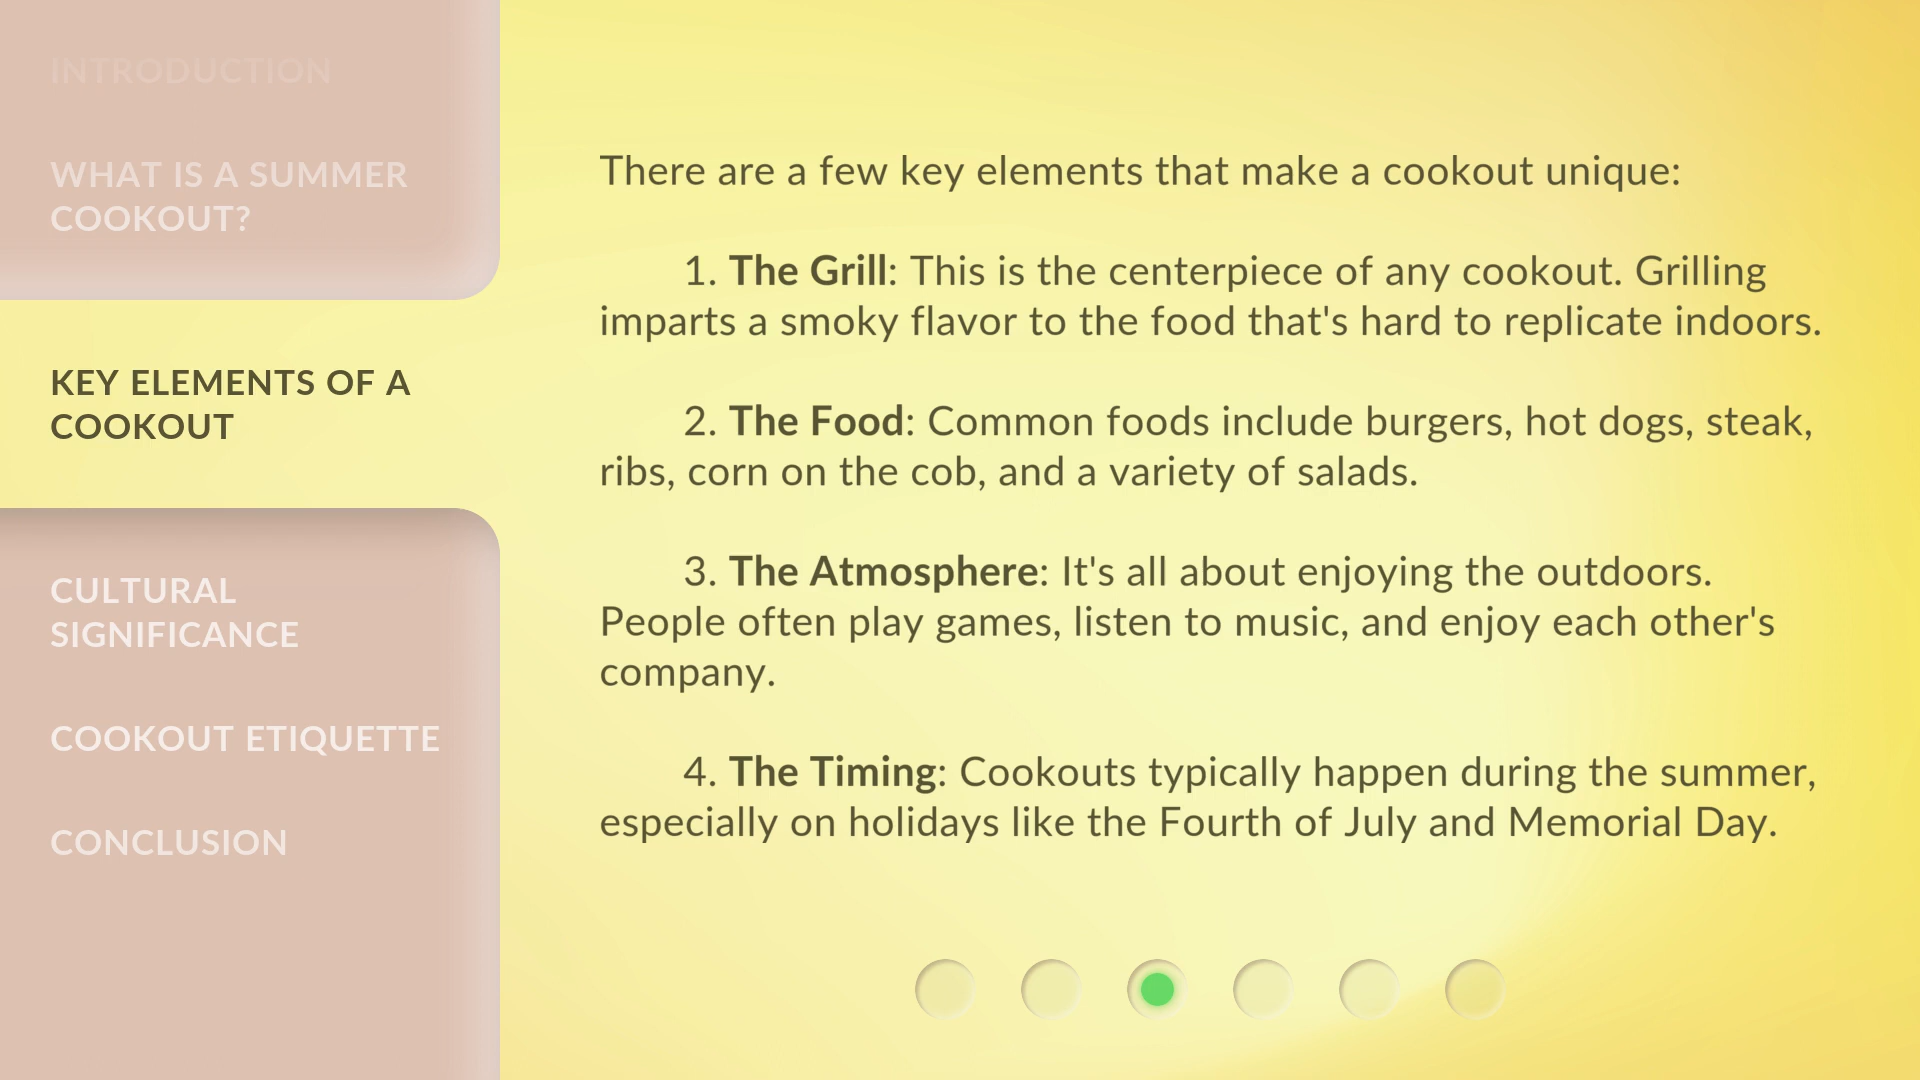 INTRODUCTION
WHAT IS A SUMMER
COOKOUT?
KEY ELEMENTS OF A
COOKOUT
CULTURAL
SIGNIFICANCE
COOKOUT ETIQUETTE
CONCLUSION
There are a few key elements that make a cookout unique:
1. The Grill: This is the centerpiece of any cookout. Grilling
imparts a smoky flavor to the food that's hard to replicate indoors.
2. The Food: Common foods include burgers, hot dogs, steak,
ribs, corn on the cob, and a variety of salads.
3. The Atmosphere: It's all about enjoying the outdoors.
People often play games, listen to music, and enjoy each other's
company.
4. The Timing: Cookouts typically happen during the summer,
especially on holidays like the Fourth of July and Memorial Day.